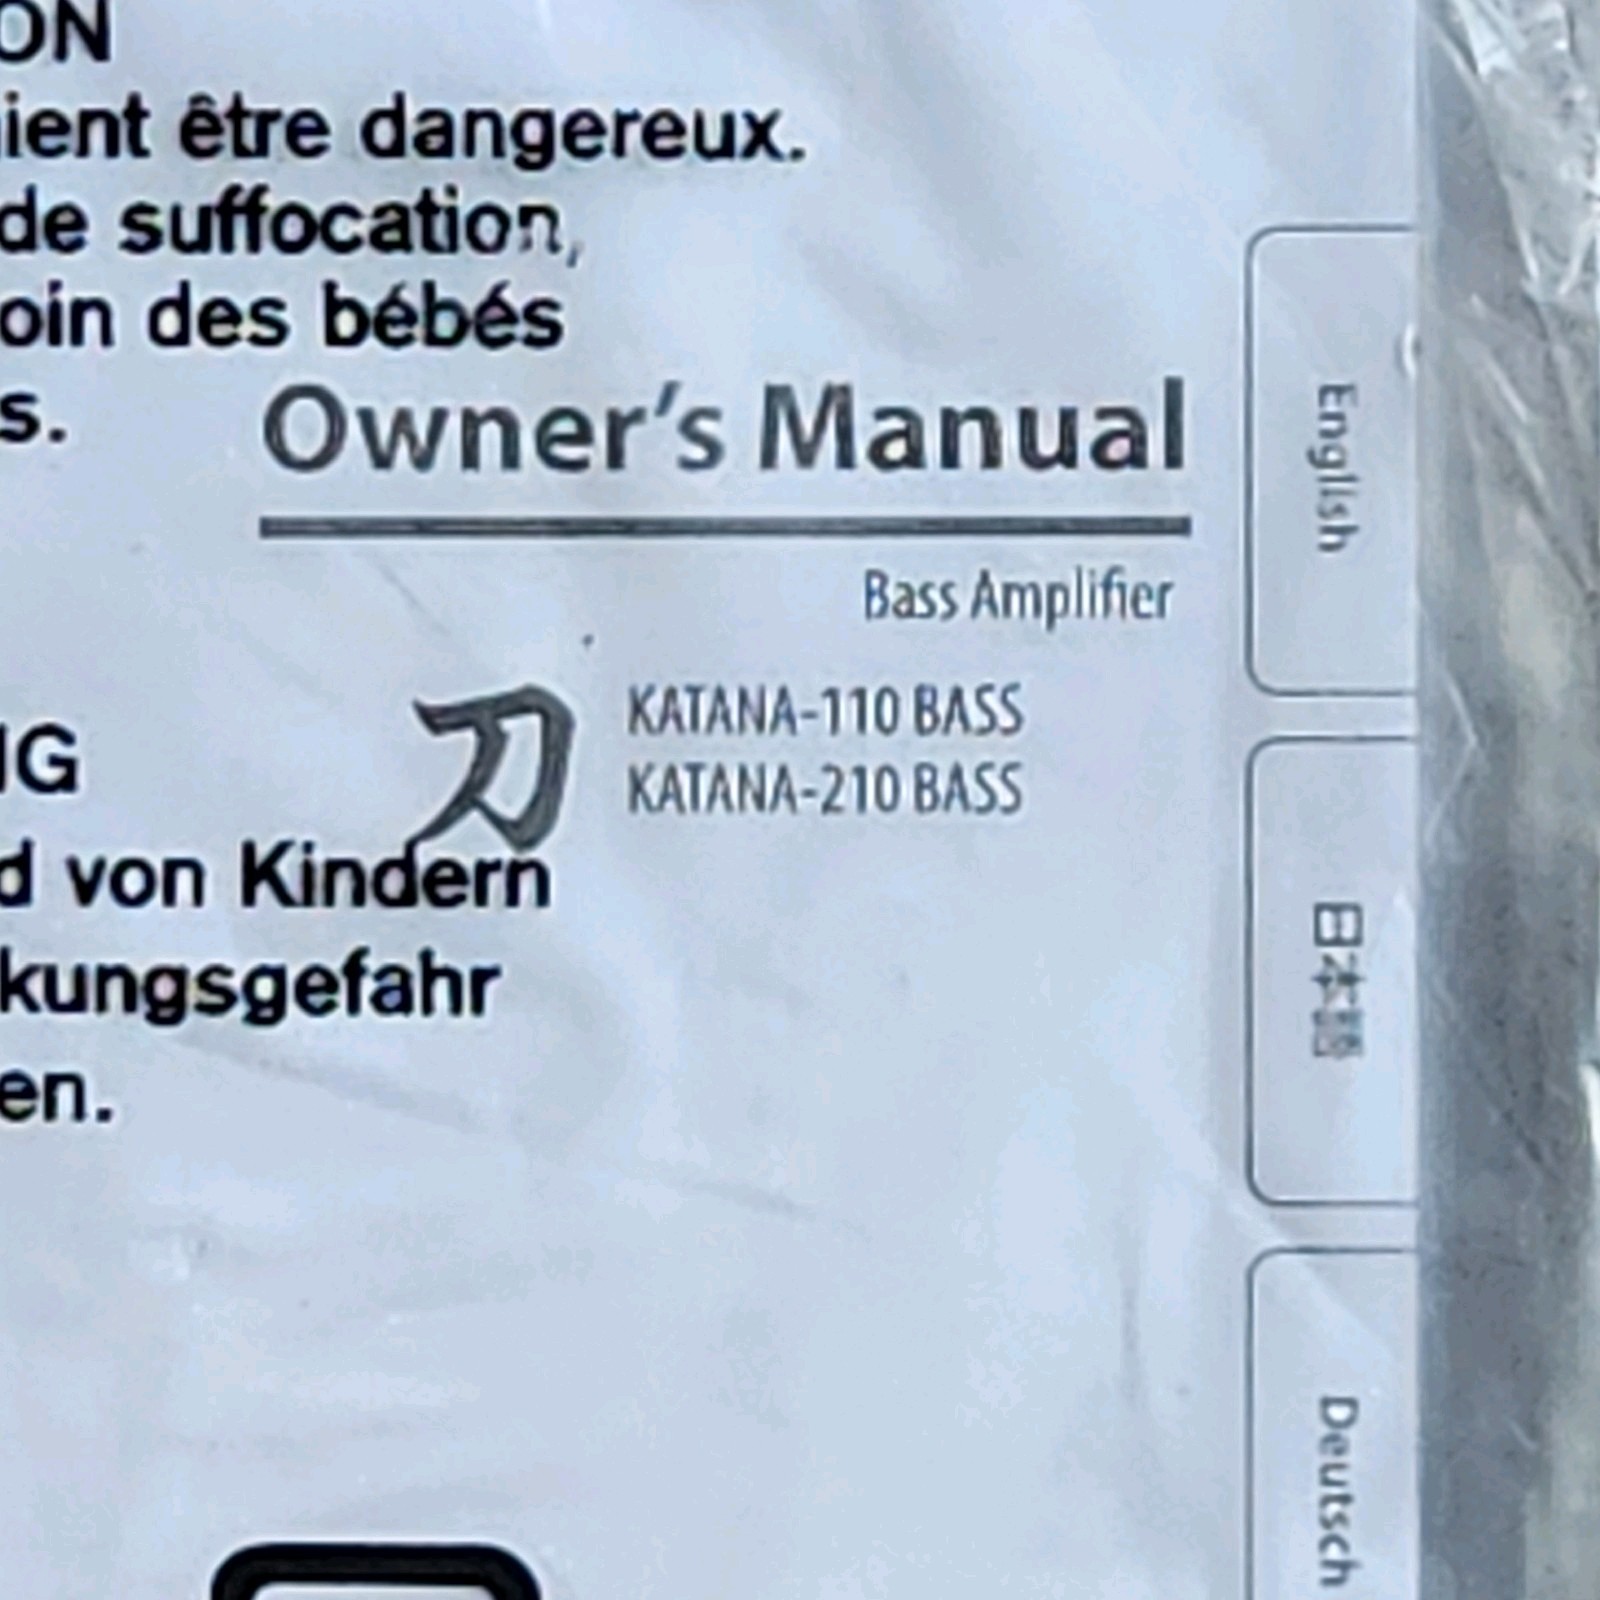 ON
ient être dangereux.
de suffocation,
oin des bébés
s.
Owner's Manual
Bass Amplifier
刀
KATANA-110 BASS
KATANA-210 BASS
NG
d von Kindern
kungsgefahr
en.
English
日本語
Deutsch